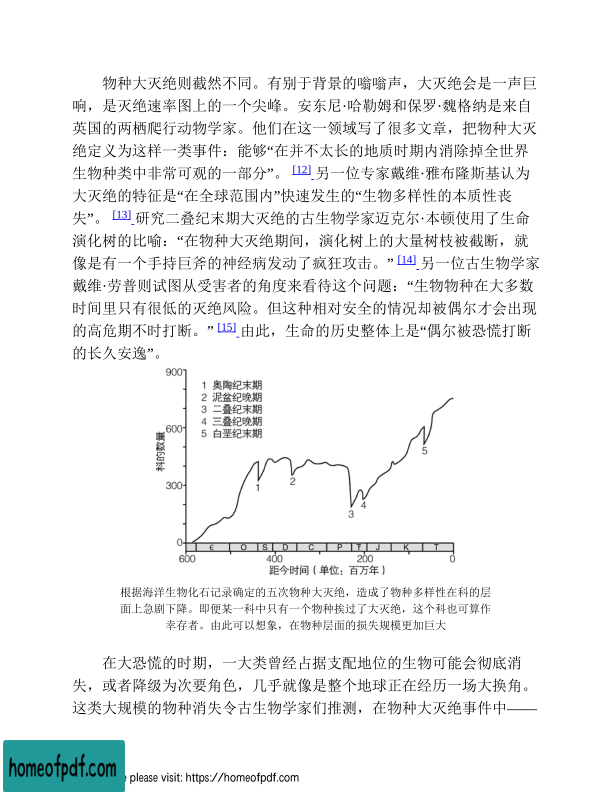 物种大灭绝则截然不同。有别于背景的嗡嗡声，大灭绝会是一声巨
响，是灭绝速率图上的一个尖峰。安东尼·哈勒姆和保罗·魏格纳是来自
英国的两栖爬行动物学家。他们在这一领域写了很多文章，把物种大灭
绝定义为这样一类事件：能够“在并不太长的地质时期内消除掉全世界
生物种类中非常可观的一部分”。 [12] 另一位专家戴维·雅布隆斯基认为
大灭绝的特征是“在全球范围内”快速发生的“生物多样性的本质性丧
失”。 [13] 研究二叠纪末期大灭绝的古生物学家迈克尔·本顿使用了生命
演化树的比喻：“在物种大灭绝期间，演化树上的大量树枝被截断，就
像是有一个手持巨斧的神经病发动了疯狂攻击。” [14] 另一位古生物学家
戴维·劳普则试图从受害者的角度来看待这个问题：“生物物种在大多数
时间里只有很低的灭绝风险。但这种相对安全的情况却被偶尔才会出现
的高危期不时打断。” [15] 由此，生命的历史整体上是“偶尔被恐慌打断
的长久安逸”。
900
1 奥陶纪末期
2 泥盆纪晚期
3 二叠纪末期
4 三叠纪晚期
5 白垩纪末期
科的数量
600
300
0
1
2
3
4
5
Є O S D C P Ŧ J K T
600 400 200 0
距今时间（单位：百万年）
根据海洋生物化石记录确定的五次物种大灭绝，造成了物种多样性在科的层
面上急剧下降。即便某一科中只有一个物种挨过了大灭绝，这个科也可算作
幸存者。由此可以想象，在物种层面的损失规模更加巨大
在大恐慌的时期，一大类曾经占据支配地位的生物可能会彻底消
失，或者降级为次要角色，几乎就像是整个地球正在经历一场大换角。
这类大规模的物种消失令古生物学家们推测，在物种大灭绝事件中——
homeofpdf.com
e please visit: https://homeofpdf.com